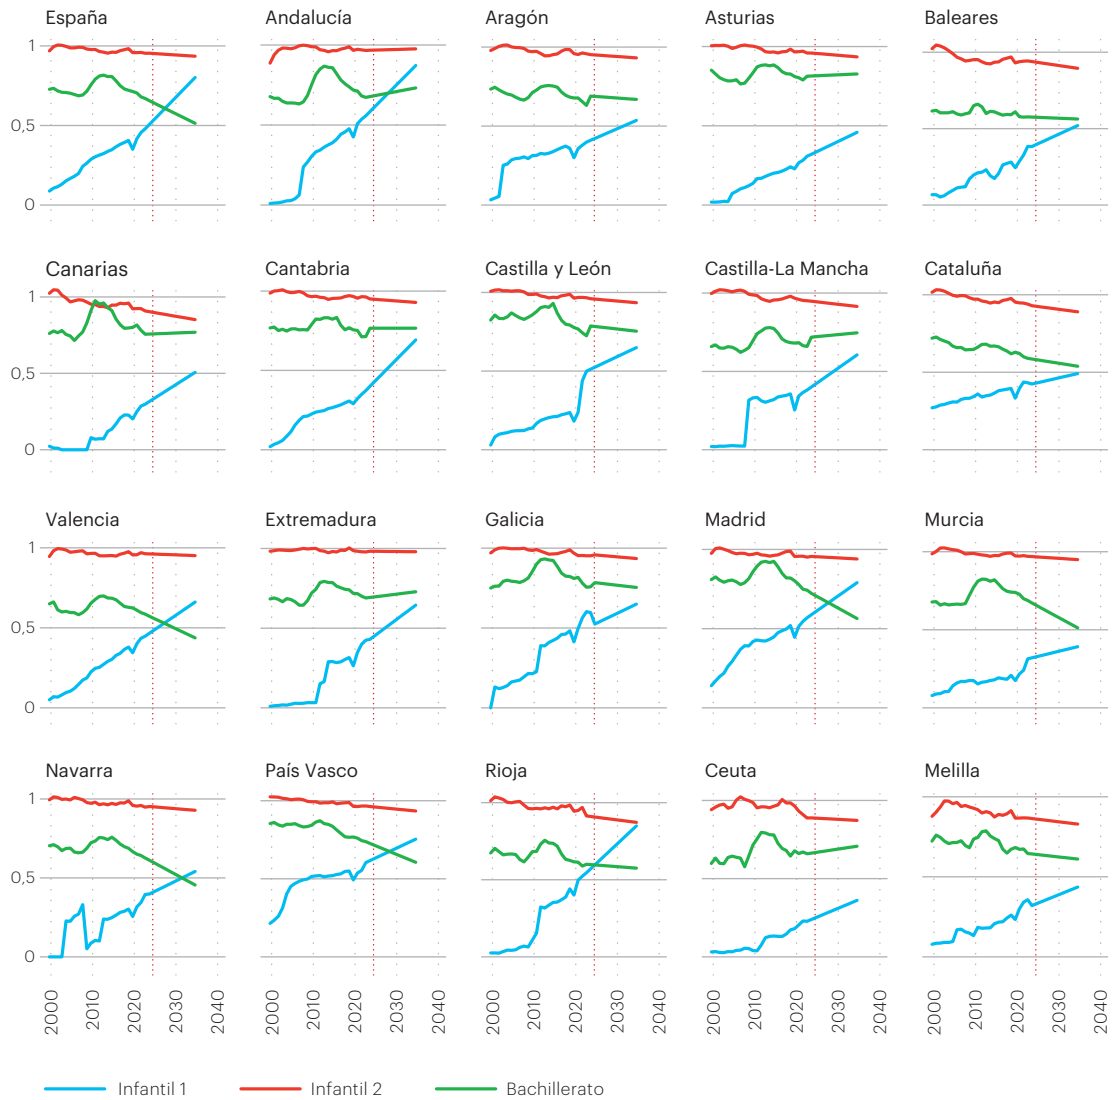 España Andalucía Aragón Asturias Baleares
1
0,5
0
Canarias Cantabria Castilla y León Castilla-La Mancha Cataluña
1
0,5
0
Valencia Extremadura Galicia Madrid Murcia
1
0,5
0
Navarra País Vasco Rioja Ceuta Melilla
1
0,5
0
2000 2010 2020 2030 2040 2000 2010 2020 2030 2040 2000 2010 2020 2030 2040 2000 2010 2020 2030 2040 2000 2010 2020 2030 2040
Infantil 1 Infantil 2 Bachillerato